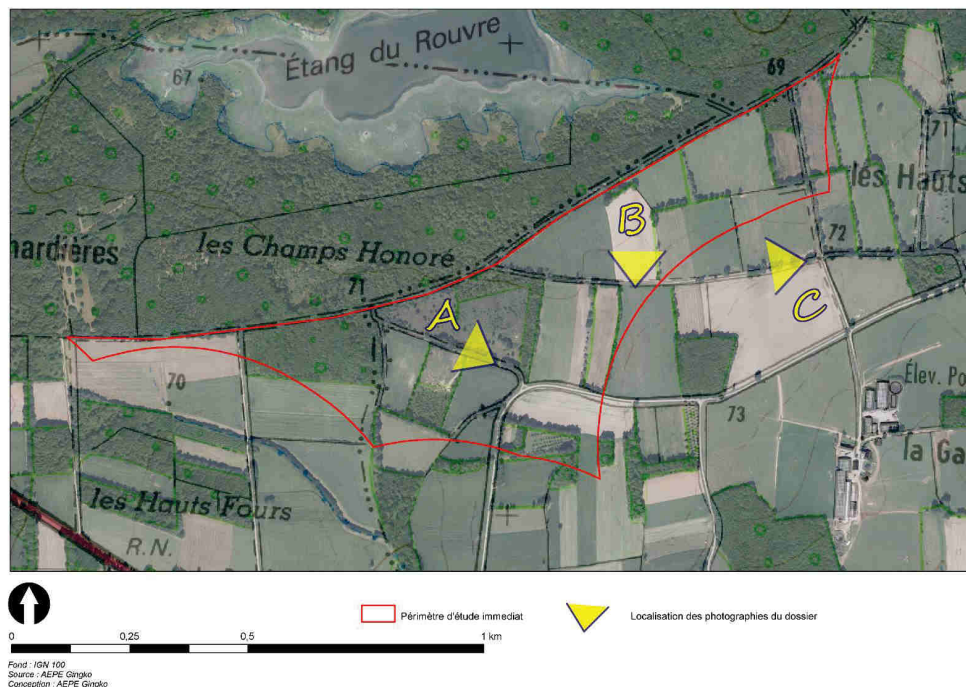 Étang du Rouvre
67
69
71
les Hauts
nardières
les Champs Honoré
B
72
71
A
C
70
Élev. Po
73
la Ga
les Hauts Fours
R.N.
Périmètre d'étude immediat
Localisation des photographies du dossier
0
0,25
0,5
1 km
Fond : IGN 100
Source : AEPE Gingko
Conception : AEPE Gingko